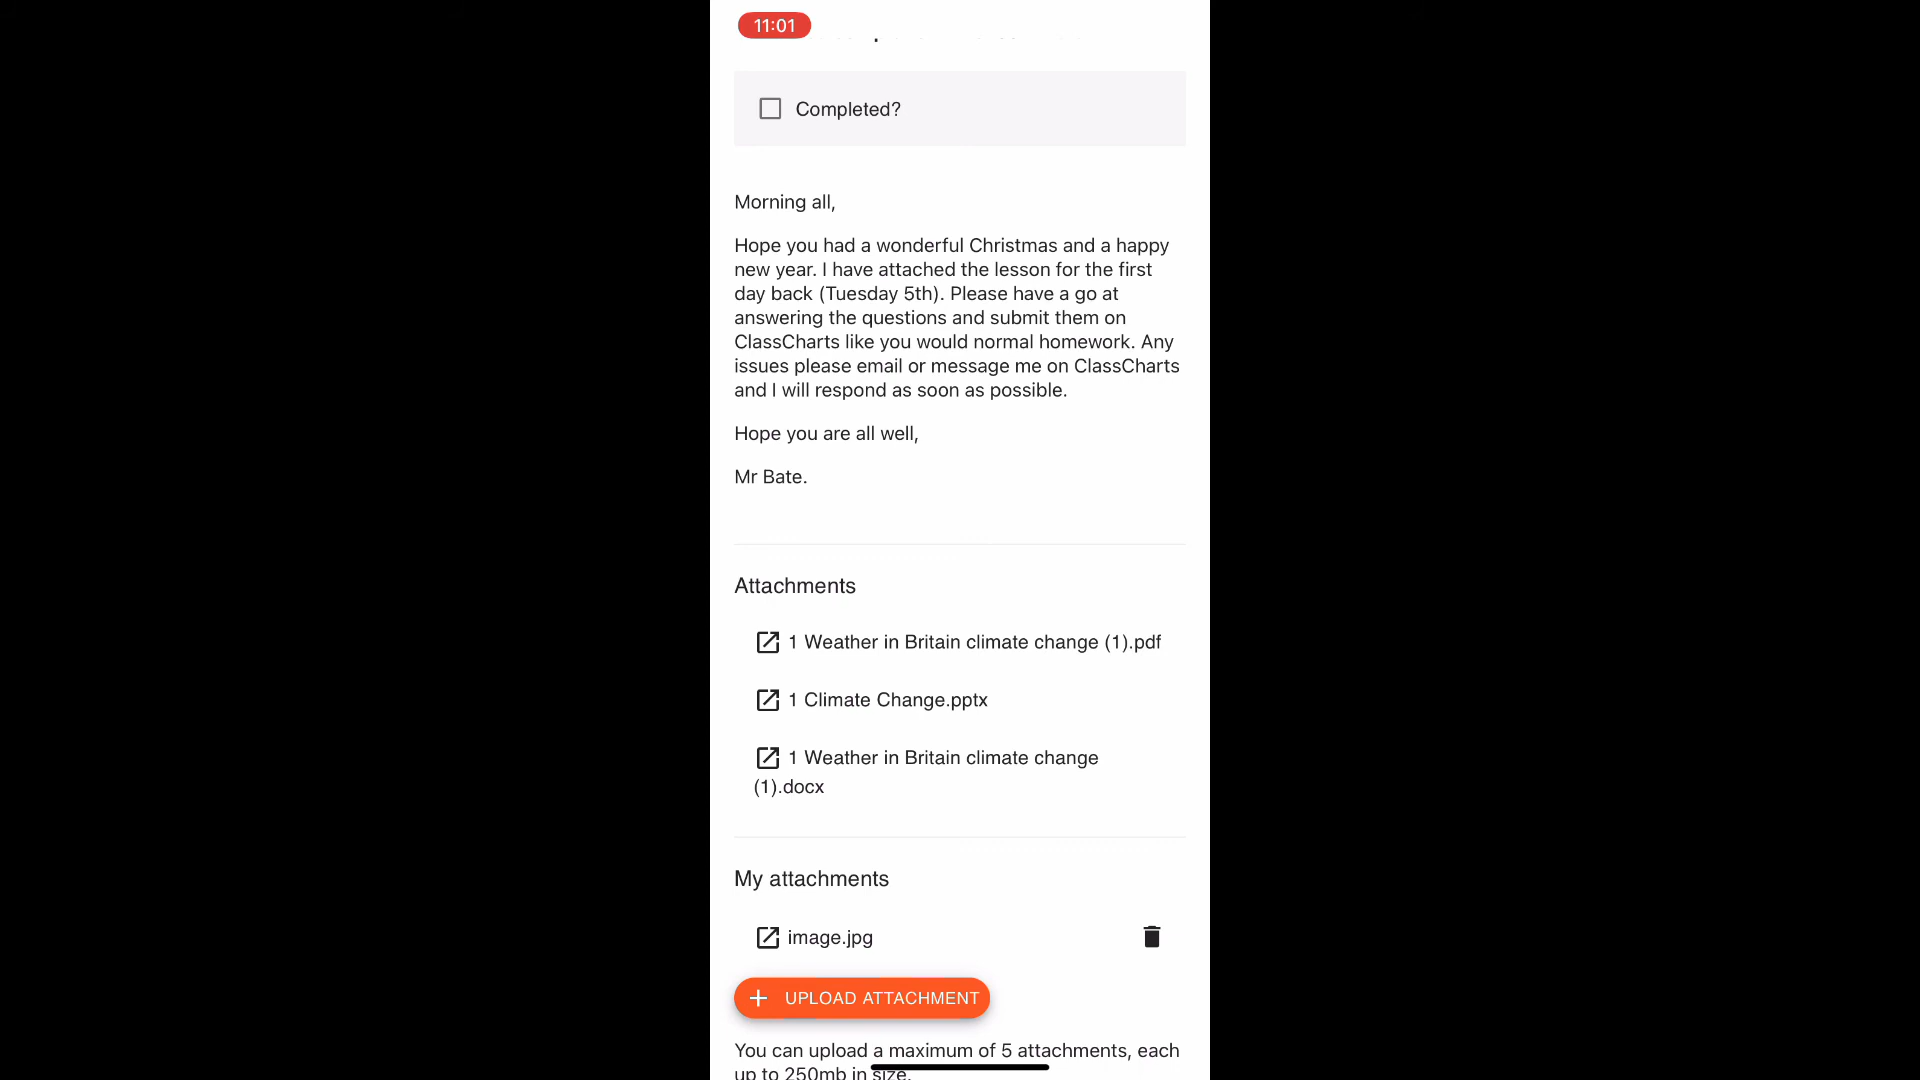 11:01
Completed?
Morning all,
Hope you had a wonderful Christmas and a happy
new year. I have attached the lesson for the first
day back (Tuesday 5th). Please have a go at
answering the questions and submit them on
ClassCharts like you would normal homework. Any
issues please email or message me on ClassCharts
and I will respond as soon as possible.
Hope you are all well,
Mr Bate.
Attachments
1 Weather in Britain climate change (1).pdf
1 Climate Change.pptx
1 Weather in Britain climate change
(1).docx
My attachments
image.jpg
UPLOAD ATTACHMENT
You can upload a maximum of 5 attachments, each
up to 250mb in size.